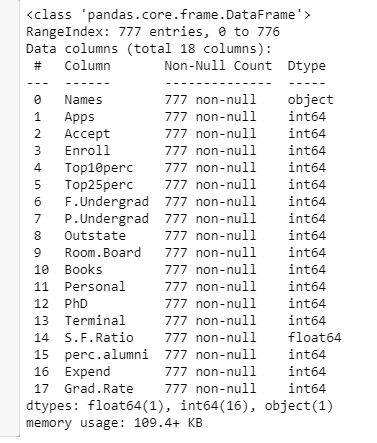 <class 'pandas.core.frame.DataFrame'>
RangeIndex: 777 entries, 0 to 776
Data columns (total 18 columns):
 #   Column       Non-Null Count  Dtype
---  ------       --------------  -----
 0   Names        777 non-null    object
 1   Apps         777 non-null    int64
 2   Accept       777 non-null    int64
 3   Enroll       777 non-null    int64
 4   Top10perc    777 non-null    int64
 5   Top25perc    777 non-null    int64
 6   F.Undergrad  777 non-null    int64
 7   P.Undergrad  777 non-null    int64
 8   Outstate     777 non-null    int64
 9   Room.Board   777 non-null    int64
 10  Books        777 non-null    int64
 11  Personal     777 non-null    int64
 12  PhD          777 non-null    int64
 13  Terminal     777 non-null    int64
 14  S.F.Ratio    777 non-null    float64
 15  perc.alumni  777 non-null    int64
 16  Expend       777 non-null    int64
 17  Grad.Rate    777 non-null    int64
dtypes: float64(1), int64(16), object(1)
memory usage: 109.4+ KB